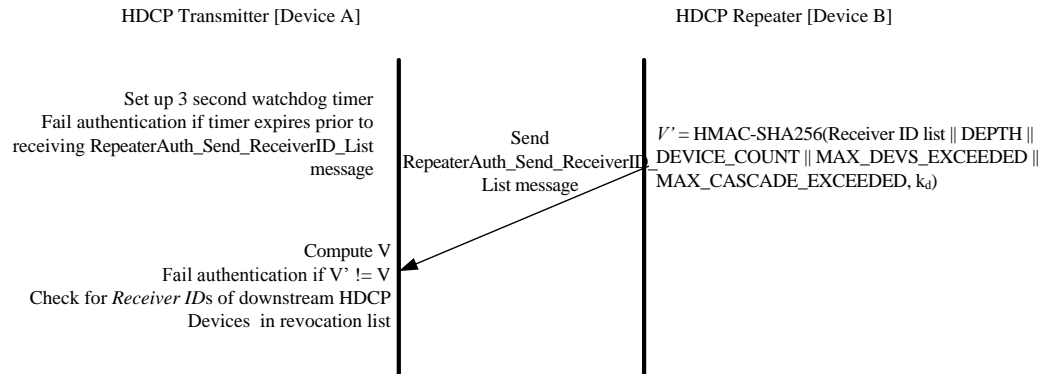 HDCP Transmitter [Device A]
HDCP Repeater [Device B]
Set up 3 second watchdog timer
Fail authentication if timer expires prior to
receiving RepeaterAuth_Send_ReceiverID_List
message
Send
RepeaterAuth_Send_ReceiverID_
List message
V' = HMAC-SHA256(Receiver ID list || DEPTH ||
DEVICE_COUNT || MAX_DEVS_EXCEEDED ||
MAX_CASCADE_EXCEEDED, kd)
Compute V
Fail authentication if V' != V
Check for Receiver IDs of downstream HDCP
Devices in revocation list